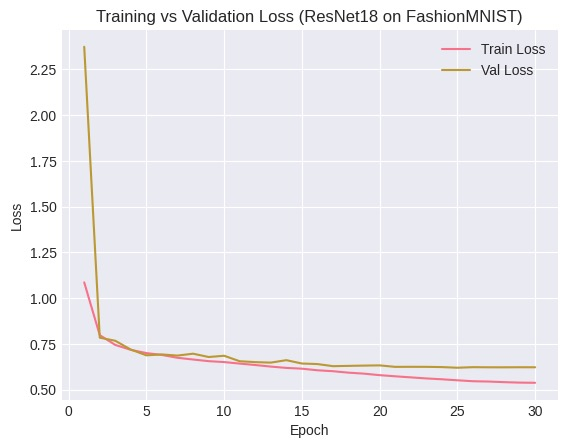 Training vs Validation Loss (ResNet18 on FashionMNIST)
Train Loss
Val Loss
Loss
2.25
2.00
1.75
1.50
1.25
1.00
0.75
0.50
0 5 10 15 20 25 30
Epoch